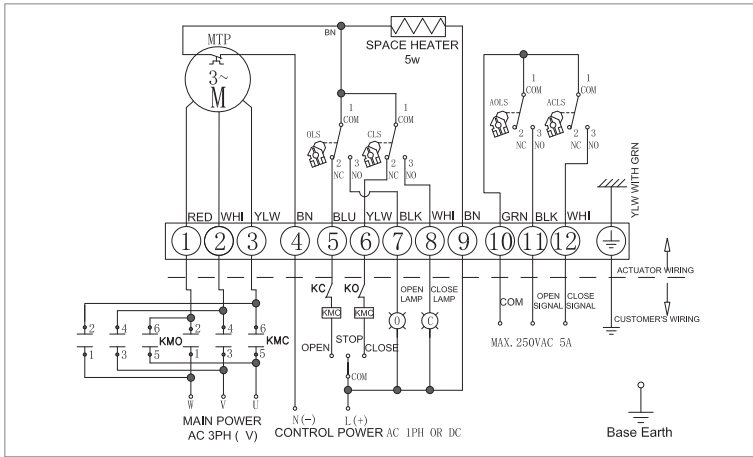 BN
SPACE HEATER
5w
MTP
3~
M
1
COM
OLS
2
NC
3
NO
1
COM
CLS
2
NC
3
NO
1
COM
AOLS
2
NC
3
NO
1
COM
ACLS
2
NC
3
NO
YLW WITH GRN
RED WHI YLW BN BLU YLW BLK WHI BN GRN BLK WHI
1 2 3 4 5 6 7 8 9 10 11 12
ACTUATOR WIRING
CUSTOMER'S WIRING
KC
KMC
KO
KMO
OPEN
LAMP
CLOSE
LAMP
O
C
COM
OPEN
SIGNAL
CLOSE
SIGNAL
MAX. 250VAC 5A
2 4 6 2 4 6
KMO KMC
1 3 5 1 3 5
OPEN STOP CLOSE
COM
W V U
MAIN POWER
AC 3PH ( V)
N(-) L(+)
CONTROL POWER AC 1PH OR DC
Base Earth